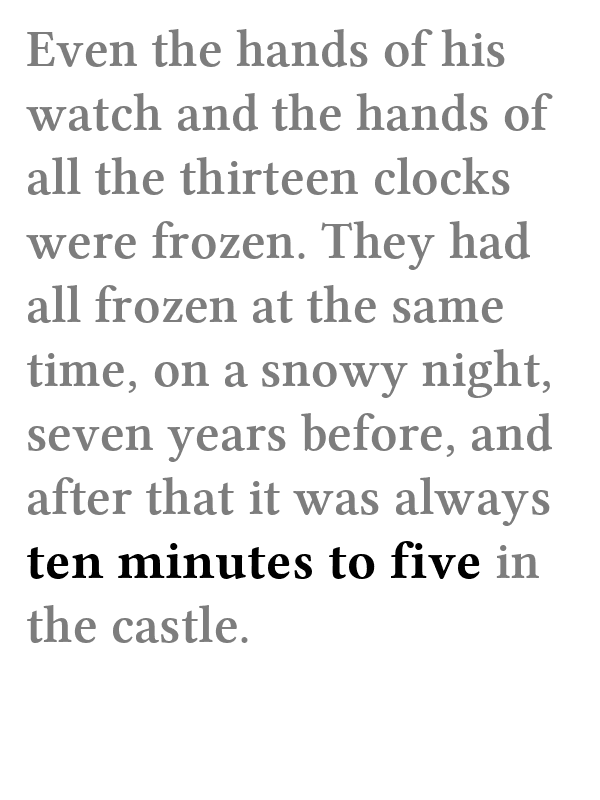 Even the hands of his
watch and the hands of
all the thirteen clocks
were frozen. They had
all frozen at the same
time, on a snowy night,
seven years before, and
after that it was always
ten minutes to five in
the castle.